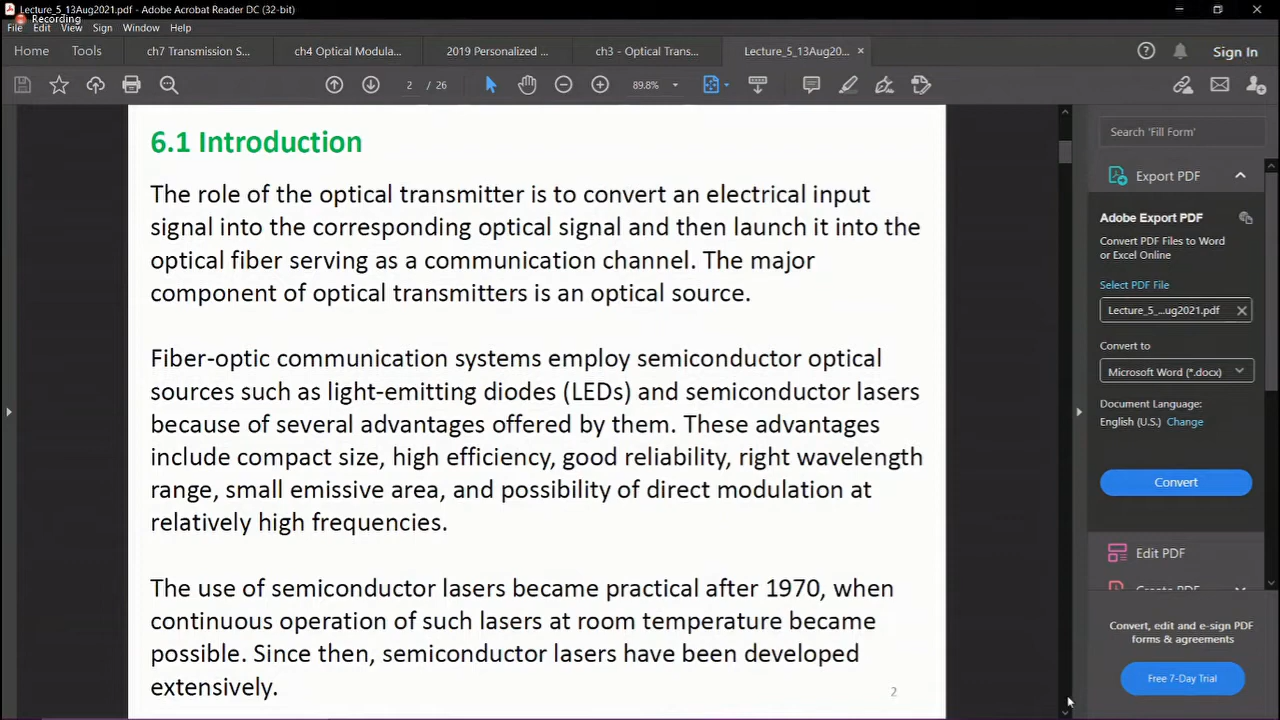 Lecture_5_13Aug2021.pdf - Adobe Acrobat Reader DC (32-bit)
Recording
File Edit View Sign Window Help
Home Tools ch7 Transmission S... ch4 Optical Modula... 2019 Personalized ... ch3 - Optical Trans... Lecture_5_13Aug20... × Sign In
2 / 26 89.8%
6.1 Introduction
The role of the optical transmitter is to convert an electrical input
signal into the corresponding optical signal and then launch it into the
optical fiber serving as a communication channel. The major
component of optical transmitters is an optical source.
Fiber-optic communication systems employ semiconductor optical
sources such as light-emitting diodes (LEDs) and semiconductor lasers
because of several advantages offered by them. These advantages
include compact size, high efficiency, good reliability, right wavelength
range, small emissive area, and possibility of direct modulation at
relatively high frequencies.
The use of semiconductor lasers became practical after 1970, when
continuous operation of such lasers at room temperature became
possible. Since then, semiconductor lasers have been developed
extensively.
2
Search 'Fill Form'
Export PDF
Adobe Export PDF
Convert PDF Files to Word
or Excel Online
Select PDF File
Lecture_5_...ug2021.pdf
Convert to
Microsoft Word (*.docx)
Document Language:
English (U.S.) Change
Convert
Edit PDF
Create PDF
Convert, edit and e-sign PDF
forms & agreements
Free 7-Day Trial